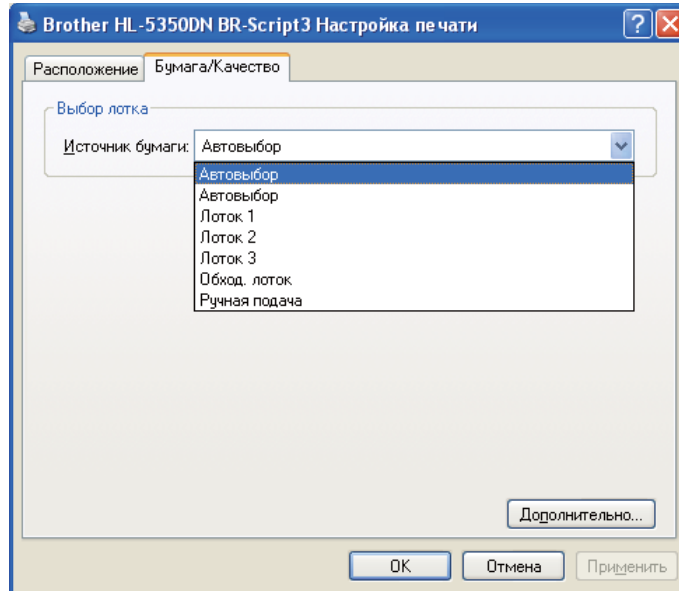 Brother HL-5350DN BR-Script3 Настройка печати
Расположение Бумага/Качество
Выбор лотка
Источник бумаги: Автовыбор
Автовыбор
Автовыбор
Лоток 1
Лоток 2
Лоток 3
Обход. лоток
Ручная подача
Дополнительно...
ОК Отмена Применить